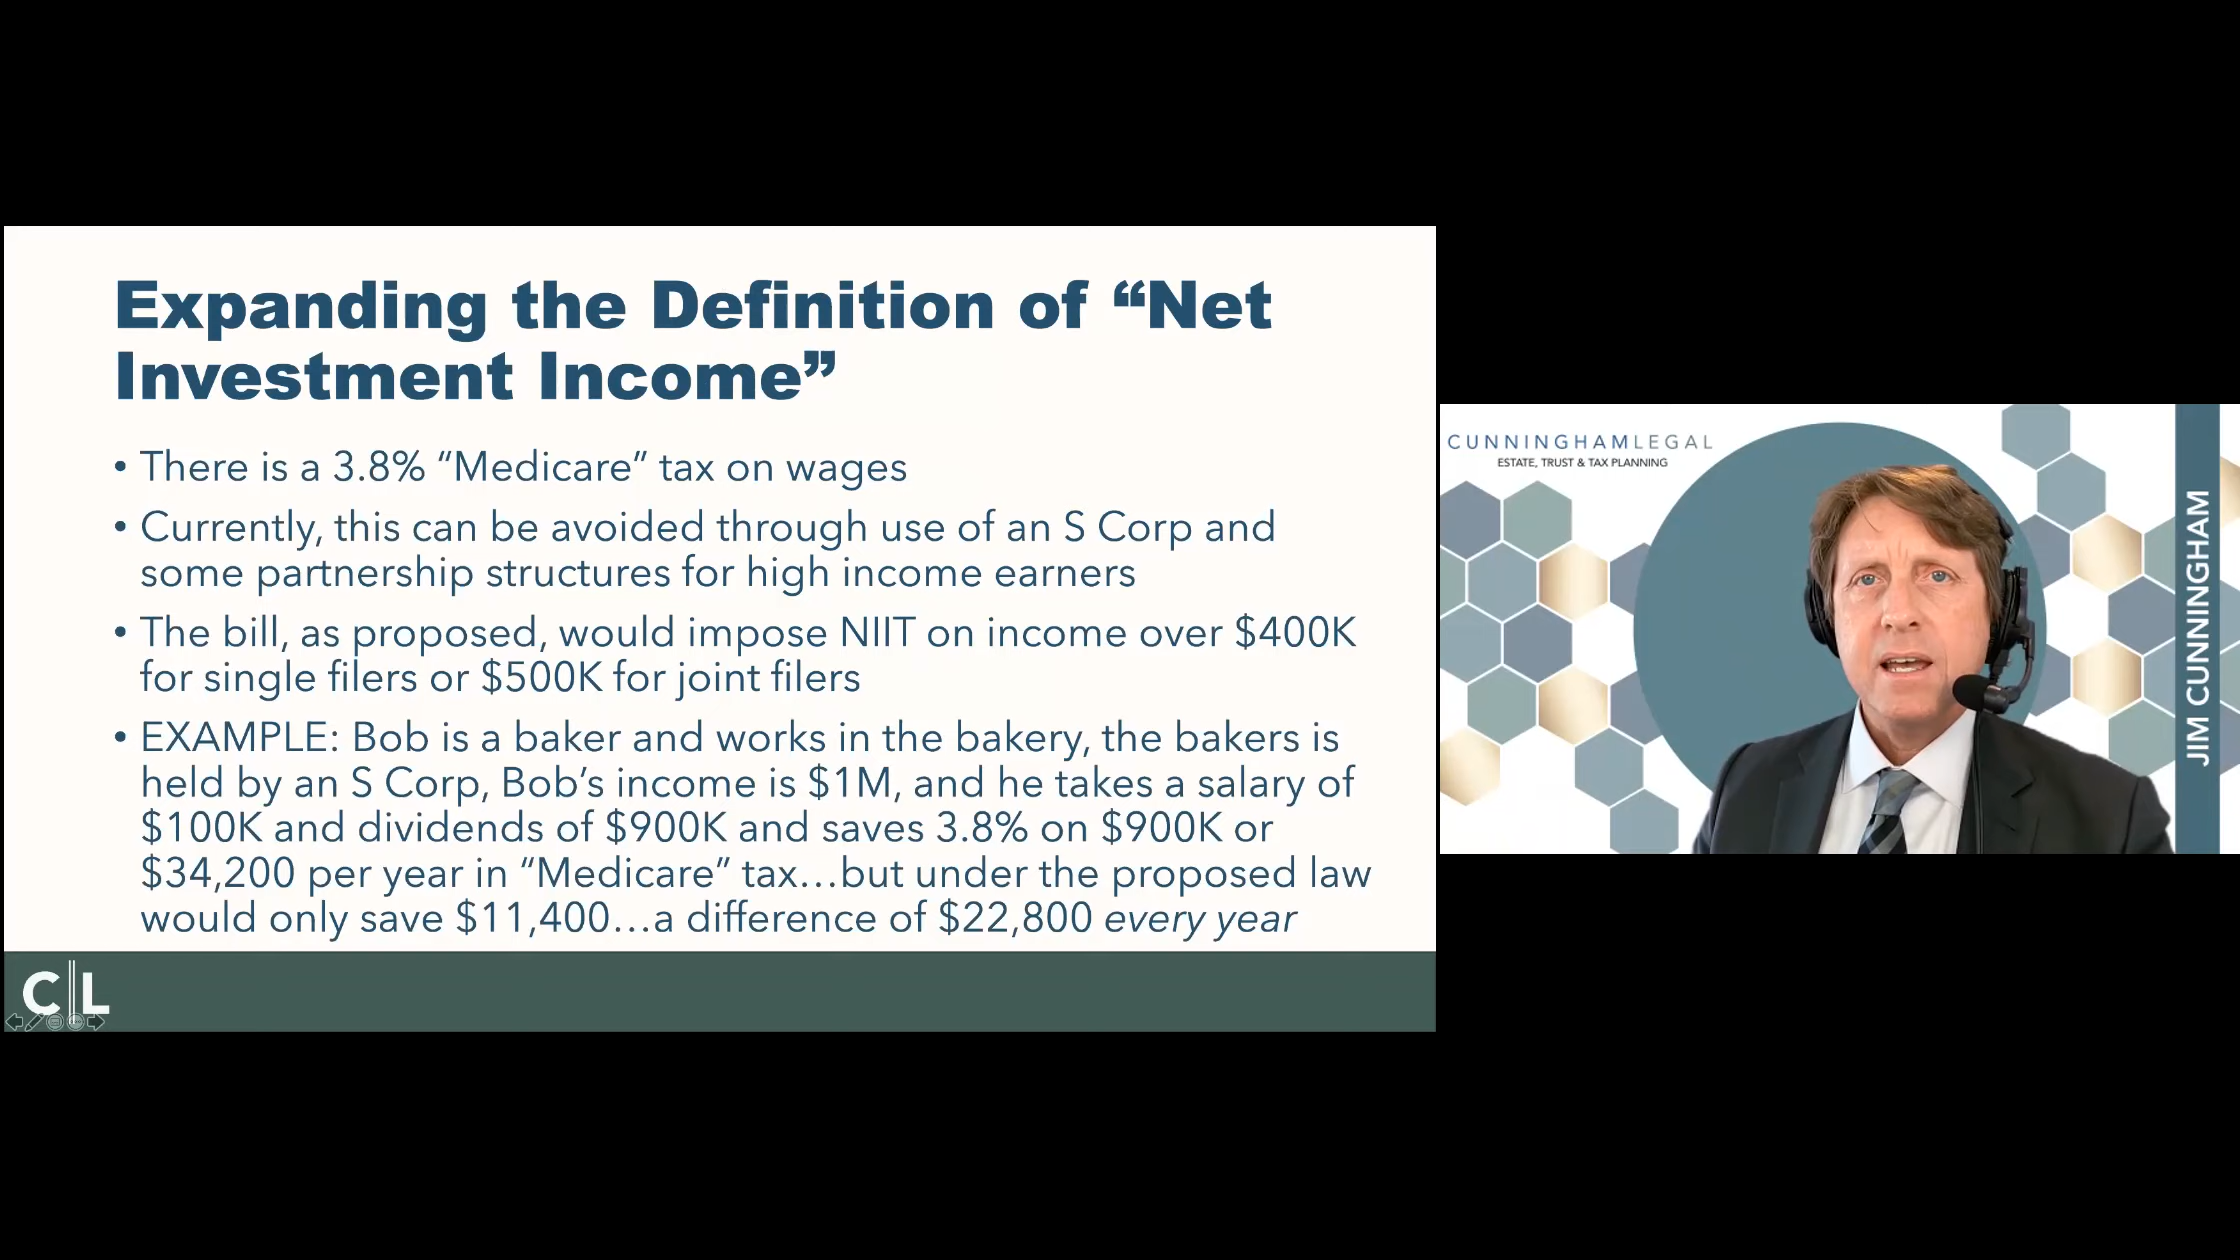 Expanding the Definition of “Net
Investment Income”
• There is a 3.8% “Medicare” tax on wages
• Currently, this can be avoided through use of an S Corp and
some partnership structures for high income earners
• The bill, as proposed, would impose NIIT on income over $400K
for single filers or $500K for joint filers
• EXAMPLE: Bob is a baker and works in the bakery, the bakers is
held by an S Corp, Bob’s income is $1M, and he takes a salary of
$100K and dividends of $900K and saves 3.8% on $900K or
$34,200 per year in “Medicare” tax…but under the proposed law
would only save $11,400…a difference of $22,800 every year
CL
CUNNINGHAMLEGAL
ESTATE, TRUST & TAX PLANNING
JIM CUNNINGHAM